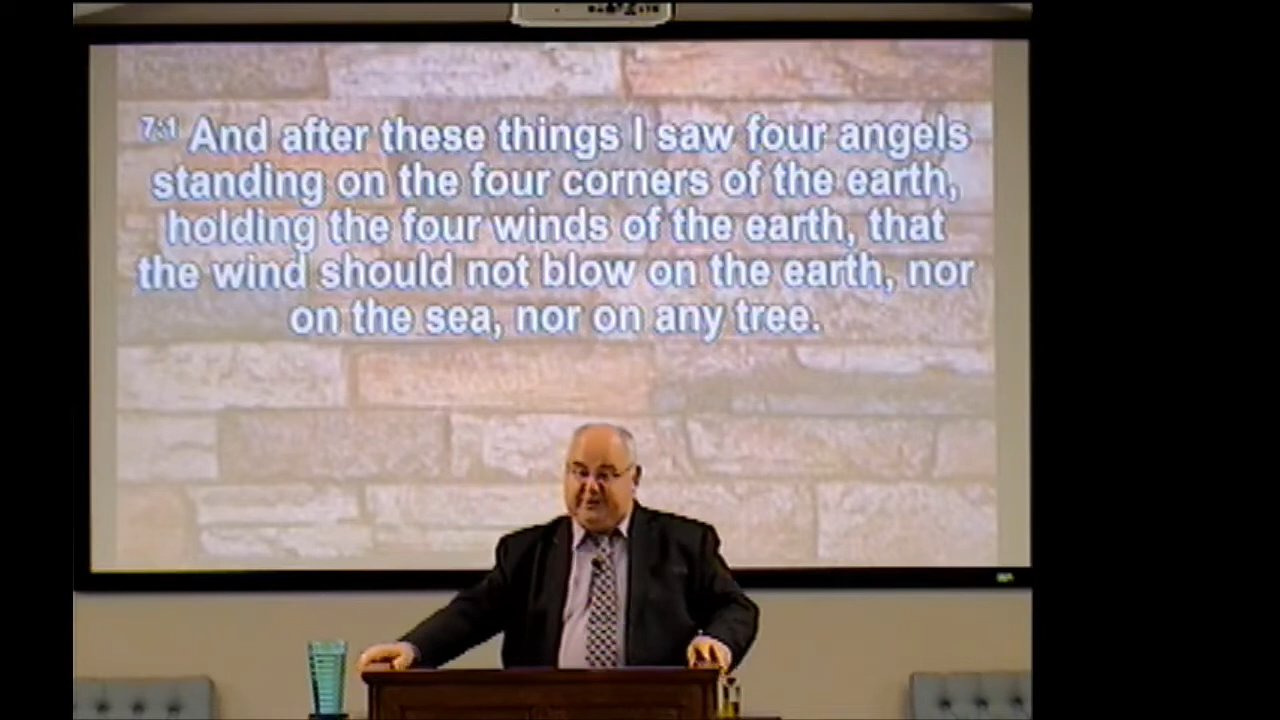 7:1 And after these things I saw four angels
standing on the four corners of the earth,
holding the four winds of the earth, that
the wind should not blow on the earth, nor
on the sea, nor on any tree.